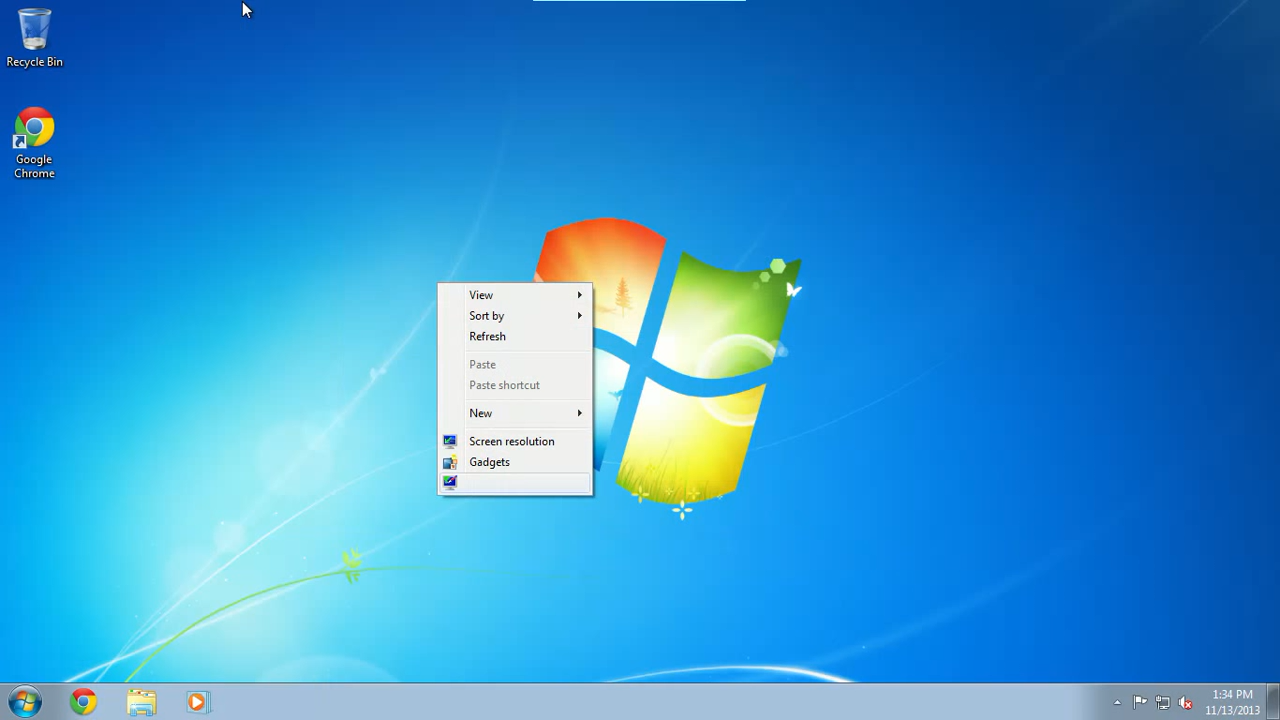 Recycle Bin
Google
Chrome
View
Sort by
Refresh
Paste
Paste shortcut
New
Screen resolution
Gadgets
1:34 PM
11/13/2013